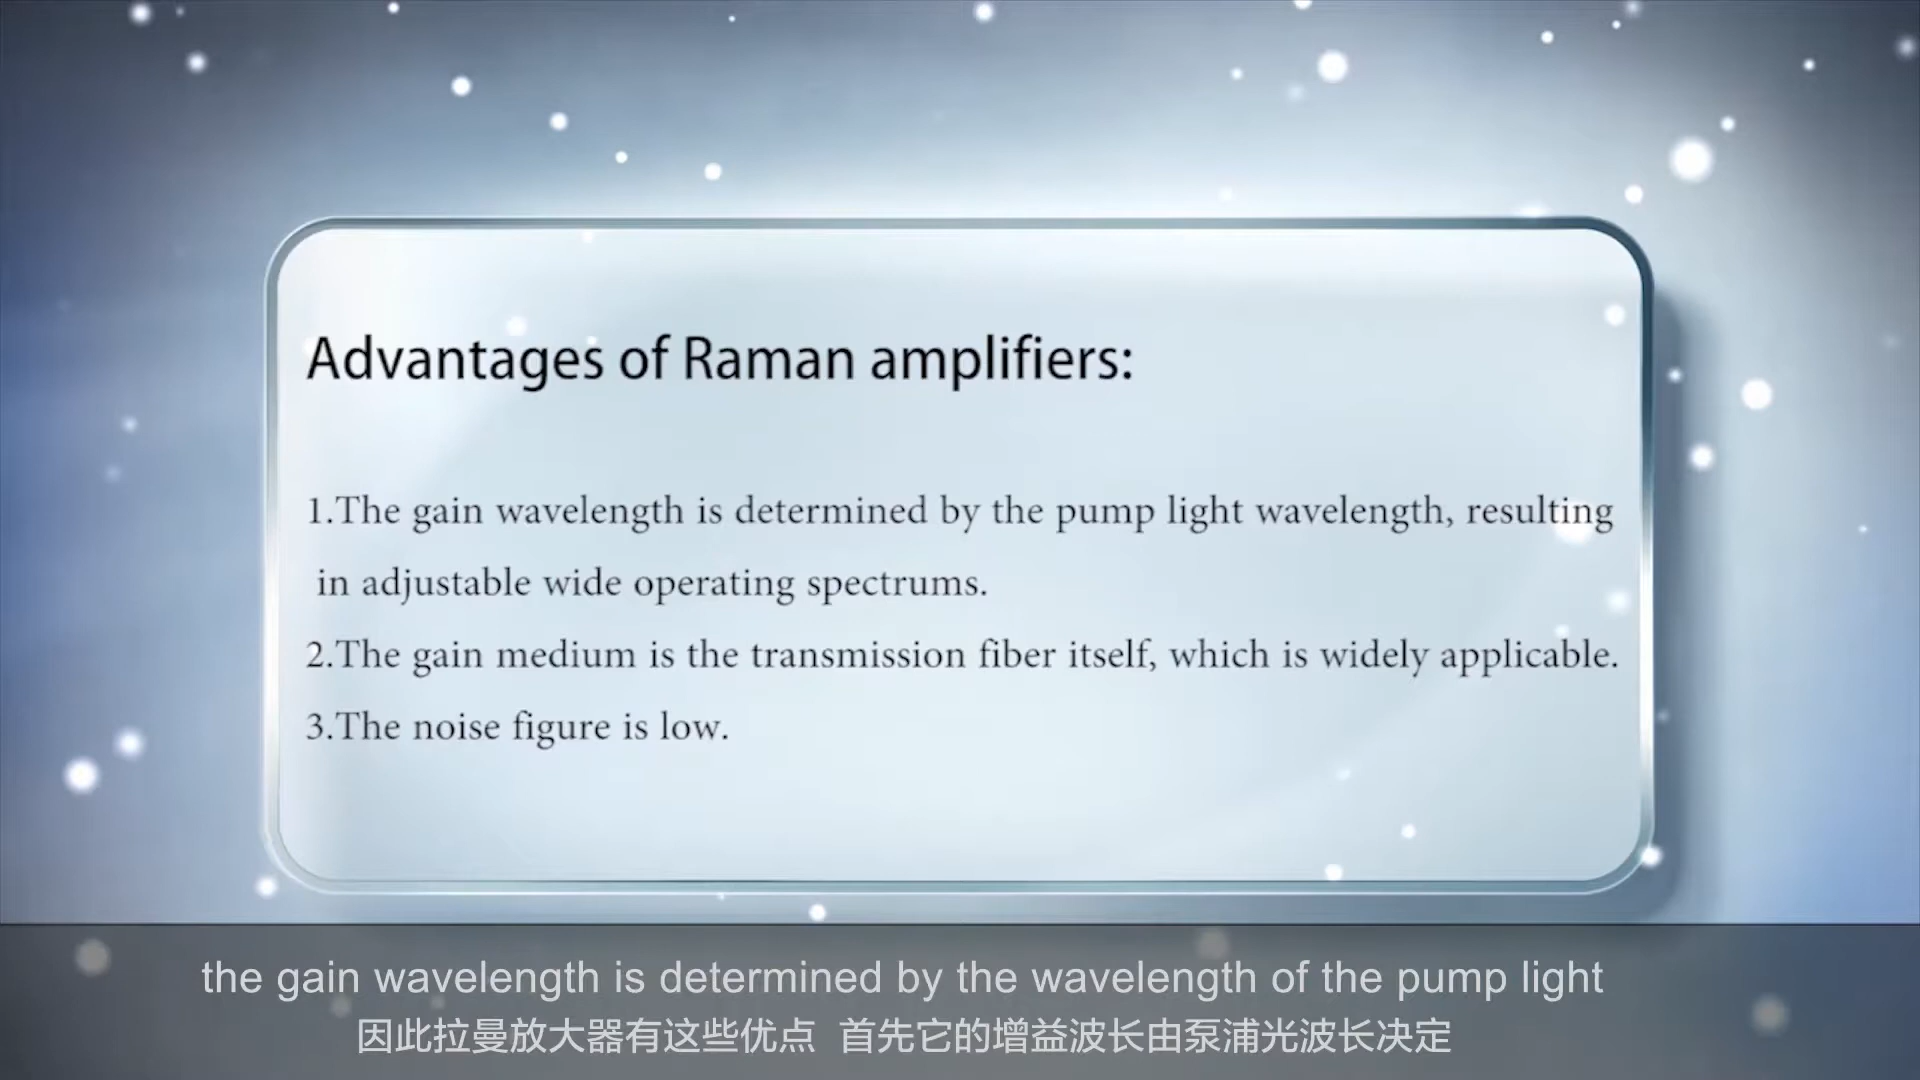 Advantages of Raman amplifiers:
1.The gain wavelength is determined by the pump light wavelength, resulting
in adjustable wide operating spectrums.
2.The gain medium is the transmission fiber itself, which is widely applicable.
3.The noise figure is low.
the gain wavelength is determined by the wavelength of the pump light
因此拉曼放大器有这些优点 首先它的增益波长由泵浦光波长决定